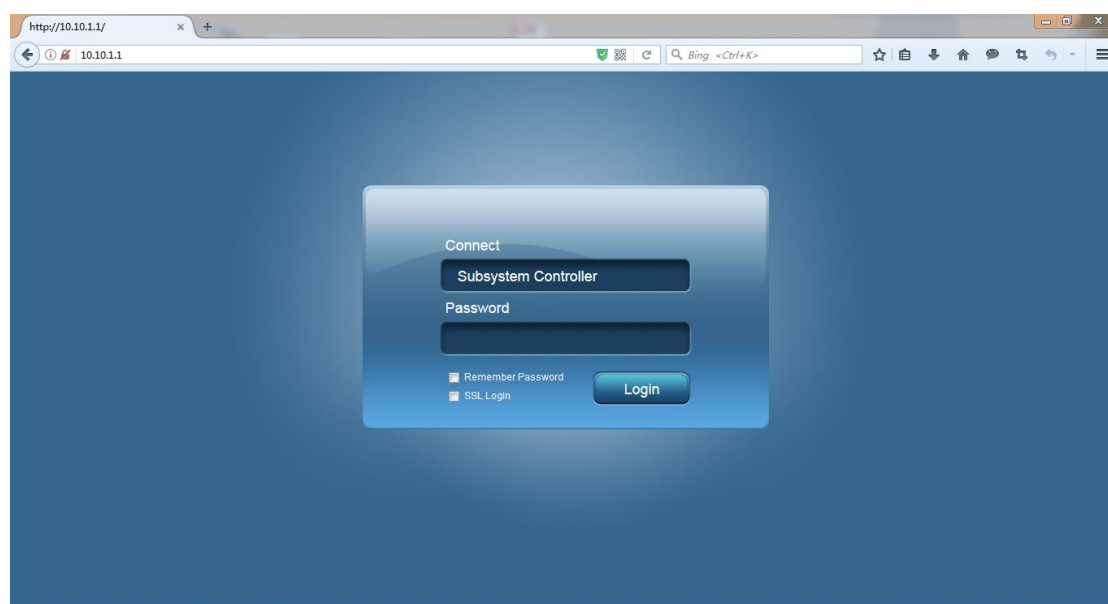 http://10.10.1.1/
10.10.1.1
Bing <Ctrl+K>
Connect
Subsystem Controller
Password
Remember Password
SSL Login
Login